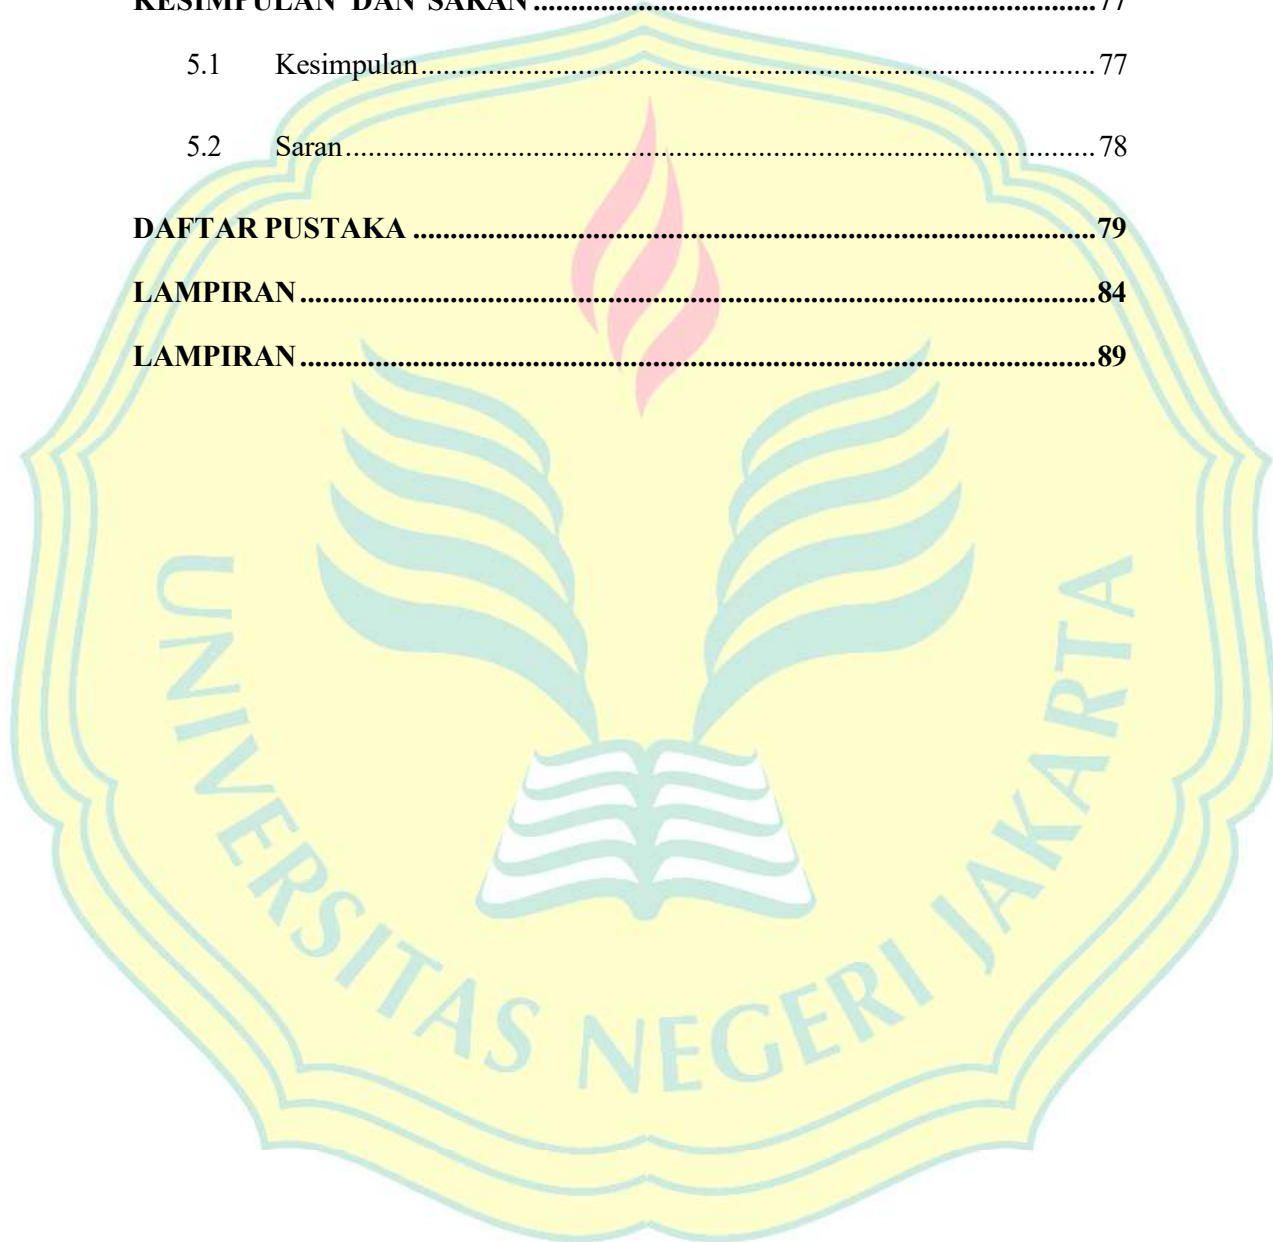 KESIMPULAN DAN SARAN........................................................................77
5.1 Kesimpulan........................................................................................77
5.2 Saran..................................................................................................78
DAFTAR PUSTAKA ...........................................................................................79
LAMPIRAN..........................................................................................................84
LAMPIRAN..........................................................................................................89
UNIVERSITAS NEGERI JAKARTA